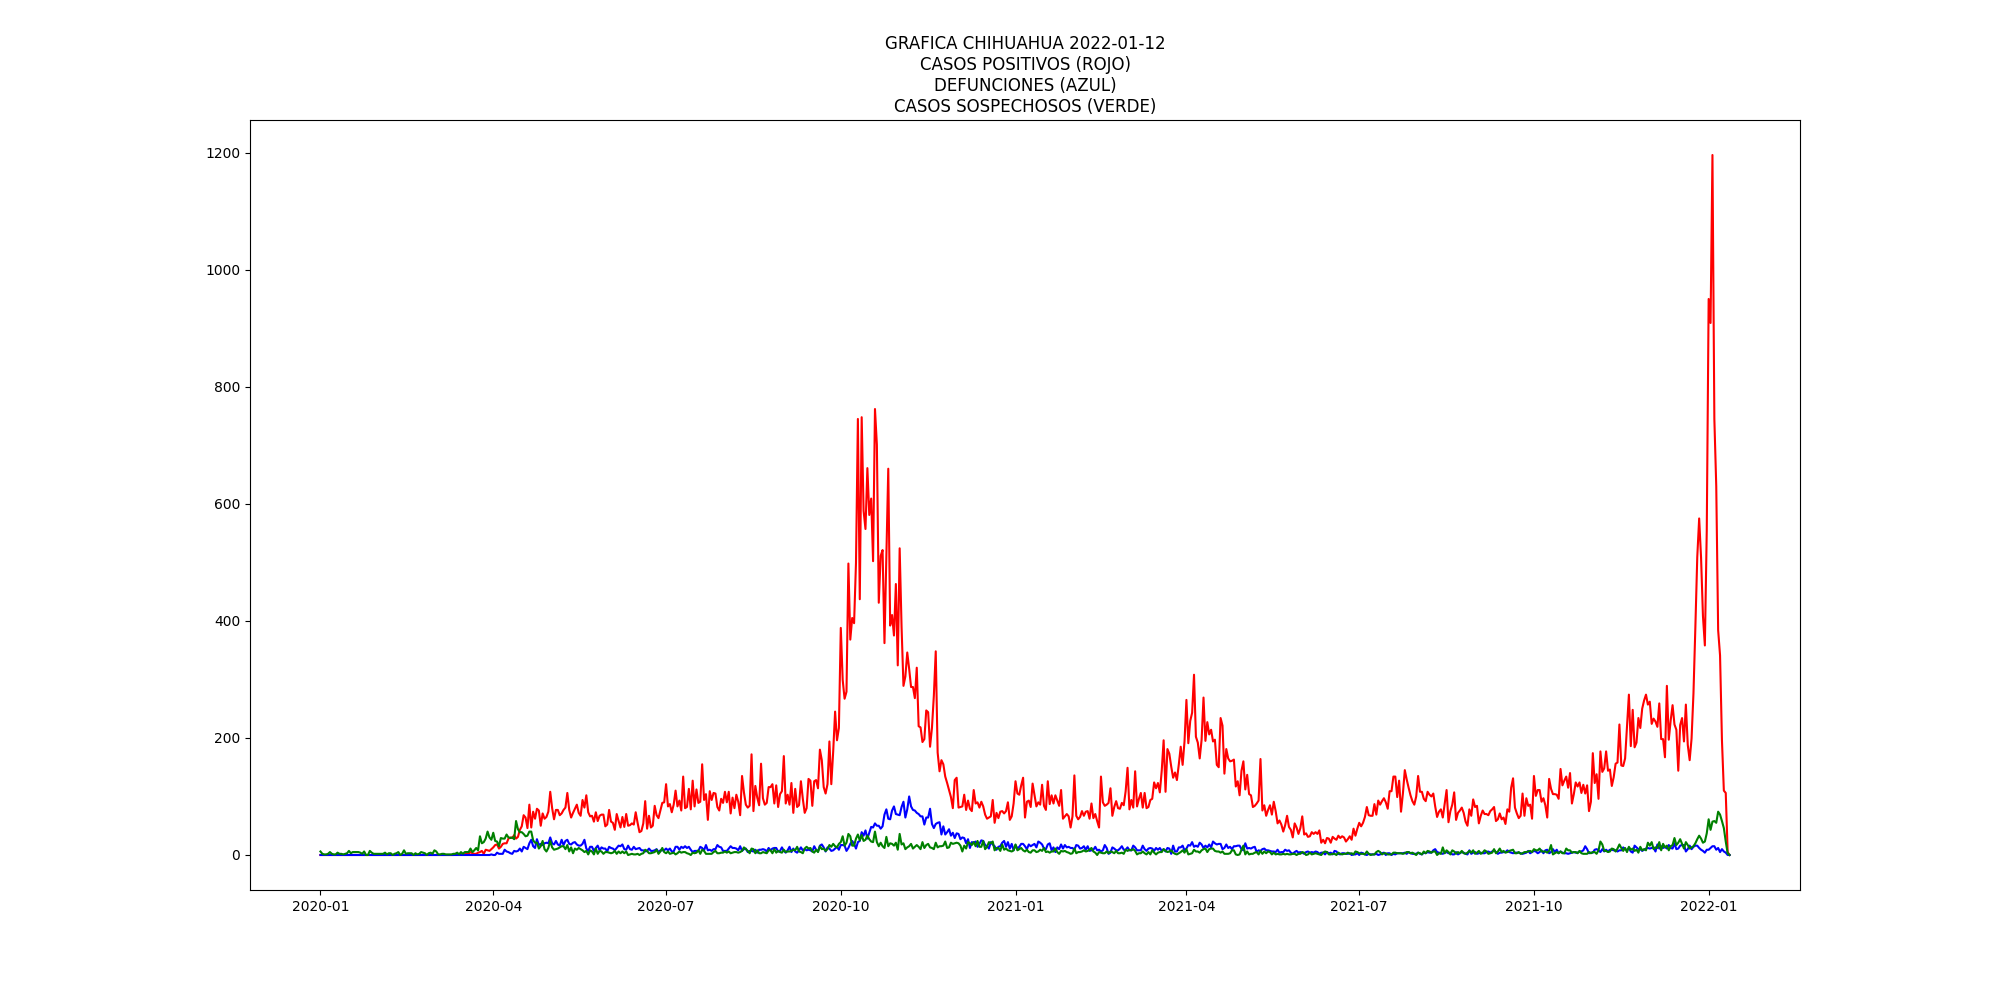 GRAFICA CHIHUAHUA 2022-01-12
CASOS POSITIVOS (ROJO)
DEFUNCIONES (AZUL)
CASOS SOSPECHOSOS (VERDE)
1200
1000
800
600
400
200
0
2020-01 2020-04 2020-07 2020-10 2021-01 2021-04 2021-07 2021-10 2022-01